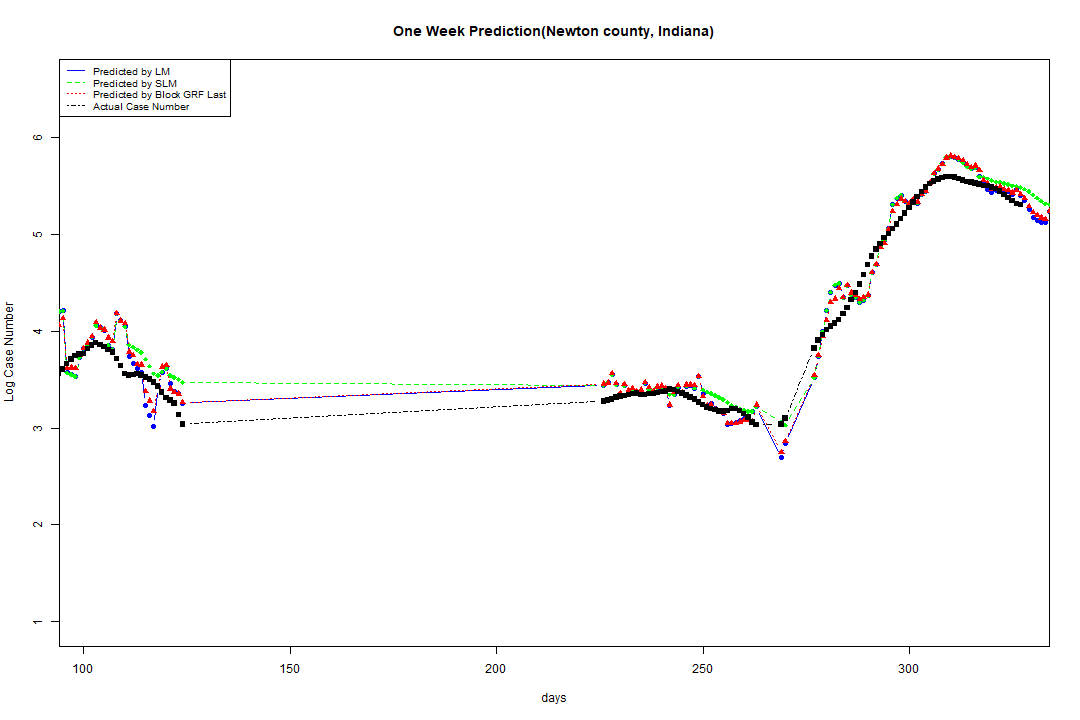 One Week Prediction(Newton county, Indiana)
Predicted by LM
Predicted by SLM
Predicted by Block GRF Last
Actual Case Number
Log Case Number
6
5
4
3
2
1
100 150 200 250 300
days